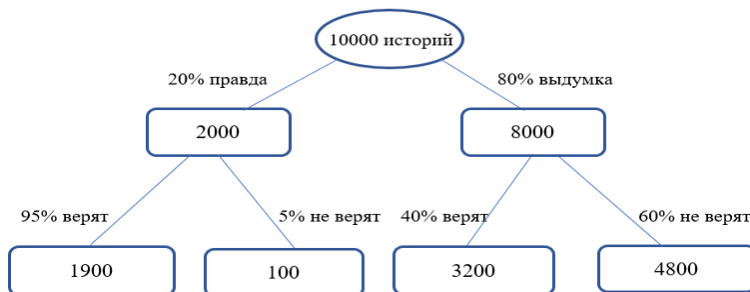 10000 историй
20% правда
80% выдумка
2000
8000
95% верят
5% не верят
40% верят
60% не верят
1900
100
3200
4800